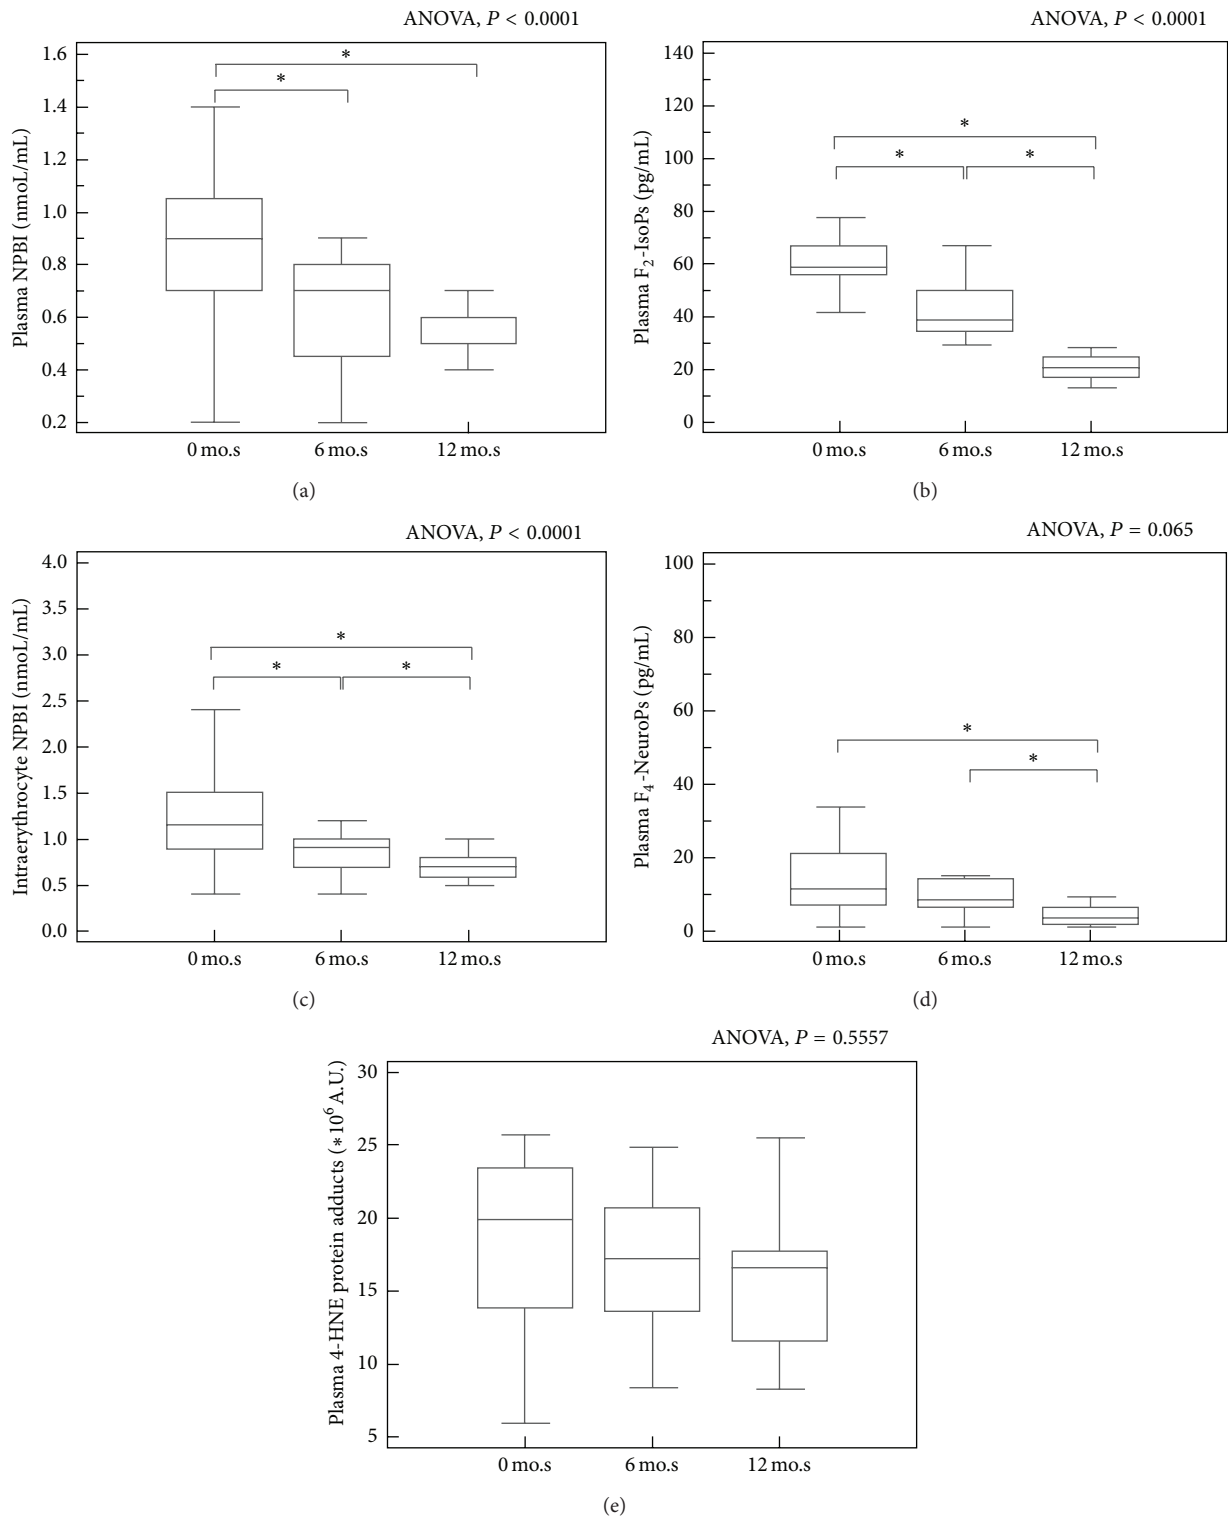 ANOVA, P < 0.0001
Plasma NPBI (nmoL/mL)
1.6
1.4
1.2
1.0
0.8
0.6
0.4
0.2
*
*
0 mo.s 6 mo.s 12 mo.s
(a)
ANOVA, P < 0.0001
Plasma F₂-IsoPs (pg/mL)
140
120
100
80
60
40
20
0
*
* *
0 mo.s 6 mo.s 12 mo.s
(b)
ANOVA, P < 0.0001
Intraerythrocyte NPBI (nmoL/mL)
4.0
3.5
3.0
2.5
2.0
1.5
1.0
0.5
0.0
*
* *
0 mo.s 6 mo.s 12 mo.s
(c)
ANOVA, P = 0.065
Plasma F₄-NeuroPs (pg/mL)
100
80
60
40
20
0
*
*
0 mo.s 6 mo.s 12 mo.s
(d)
ANOVA, P = 0.5557
Plasma 4-HNE protein adducts (∗10⁶ A.U.)
30
25
20
15
10
5
0 mo.s 6 mo.s 12 mo.s
(e)